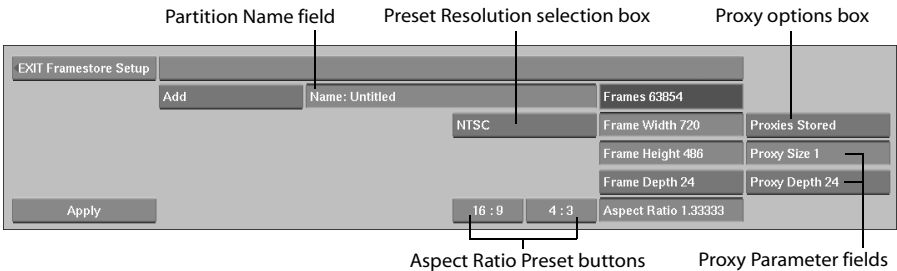 Partition Name field
Preset Resolution selection box
Proxy options box
EXIT Framestore Setup
Add
Name: Untitled
Frames 63854
NTSC
Frame Width 720
Proxies Stored
Frame Height 486
Proxy Size 1
Frame Depth 24
Proxy Depth 24
Apply
16 : 9
4 : 3
Aspect Ratio 1.33333
Aspect Ratio Preset buttons
Proxy Parameter fields